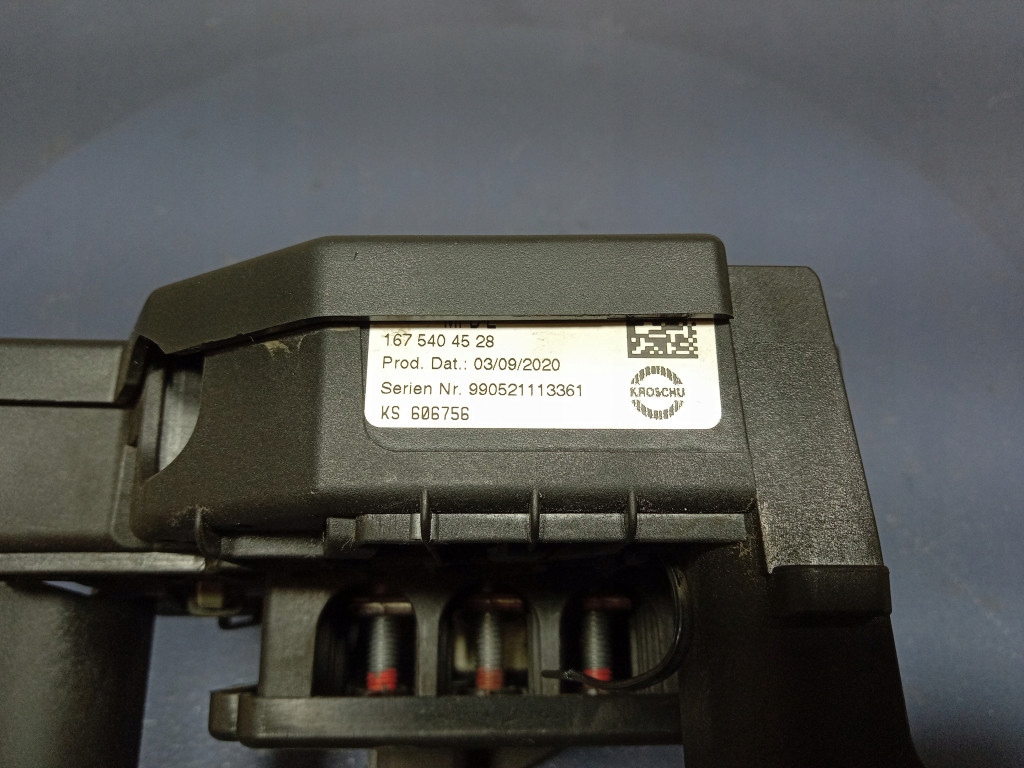 167 540 45 28
Prod. Dat.: 03/09/2020
Serien Nr. 990521113361
KROSCHU
KS 606756